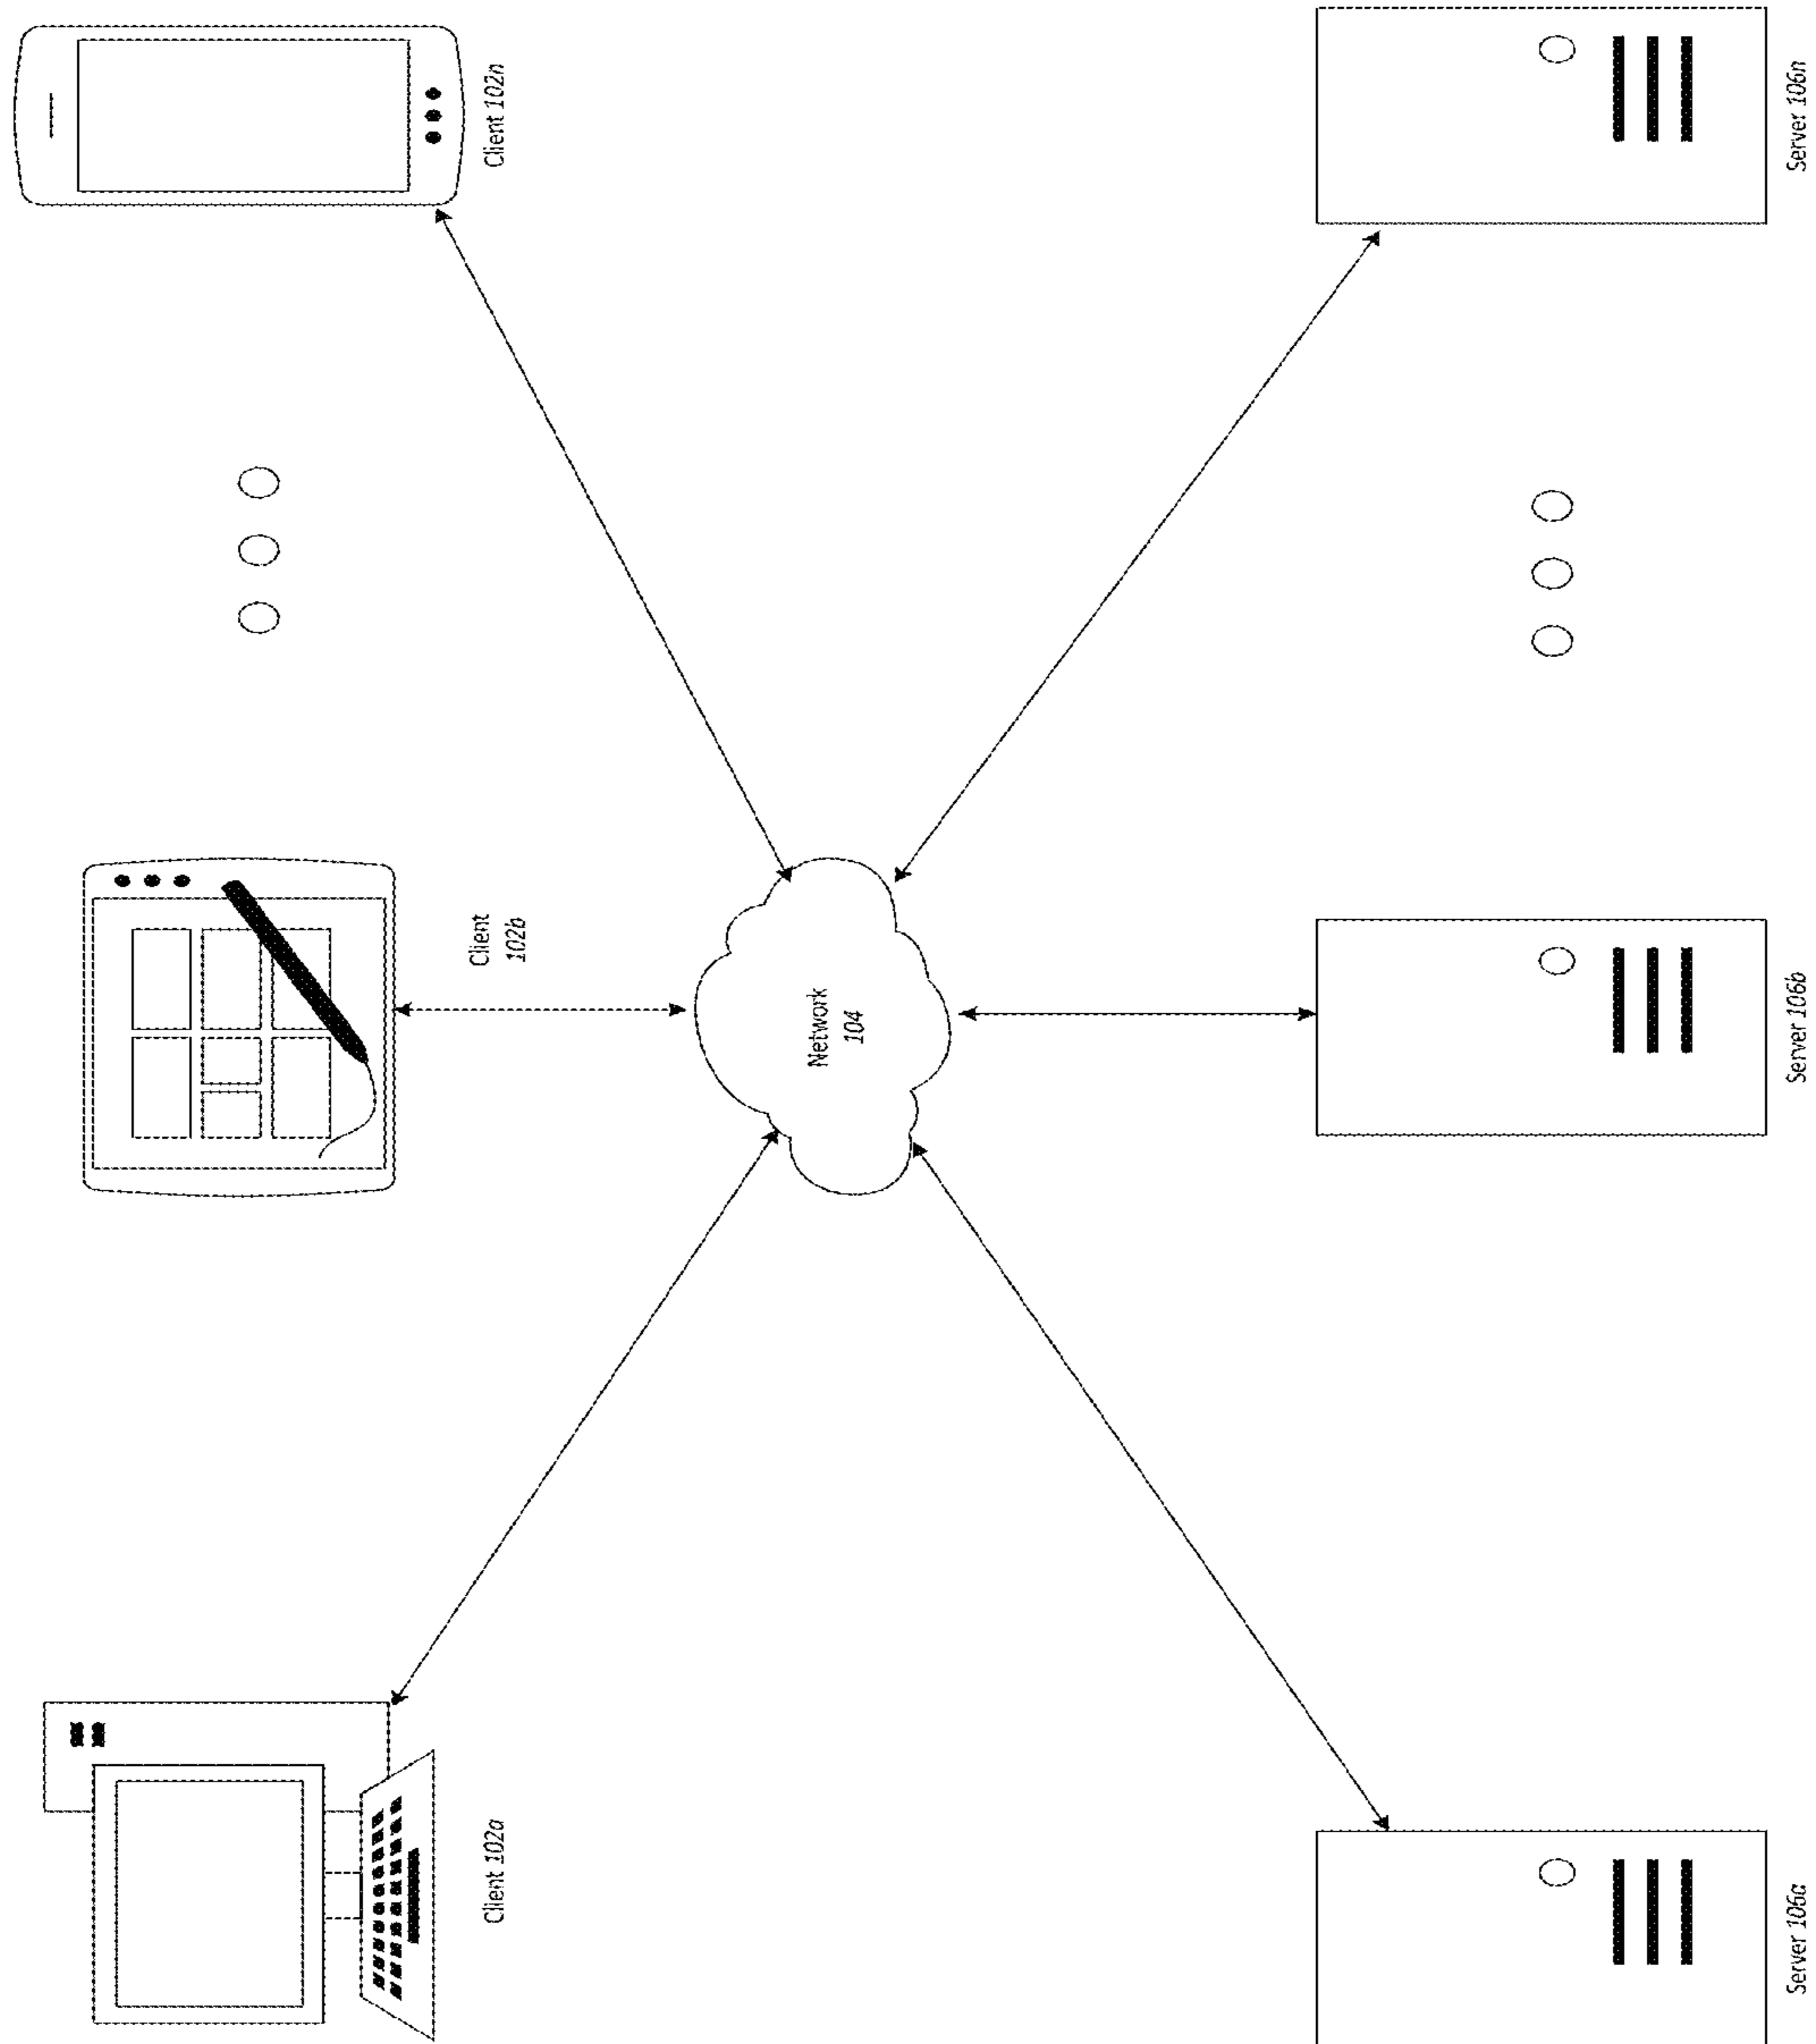 Client 102a
Client
102b
Client 102n
Network
104
Server 106a
Server 106b
Server 106n